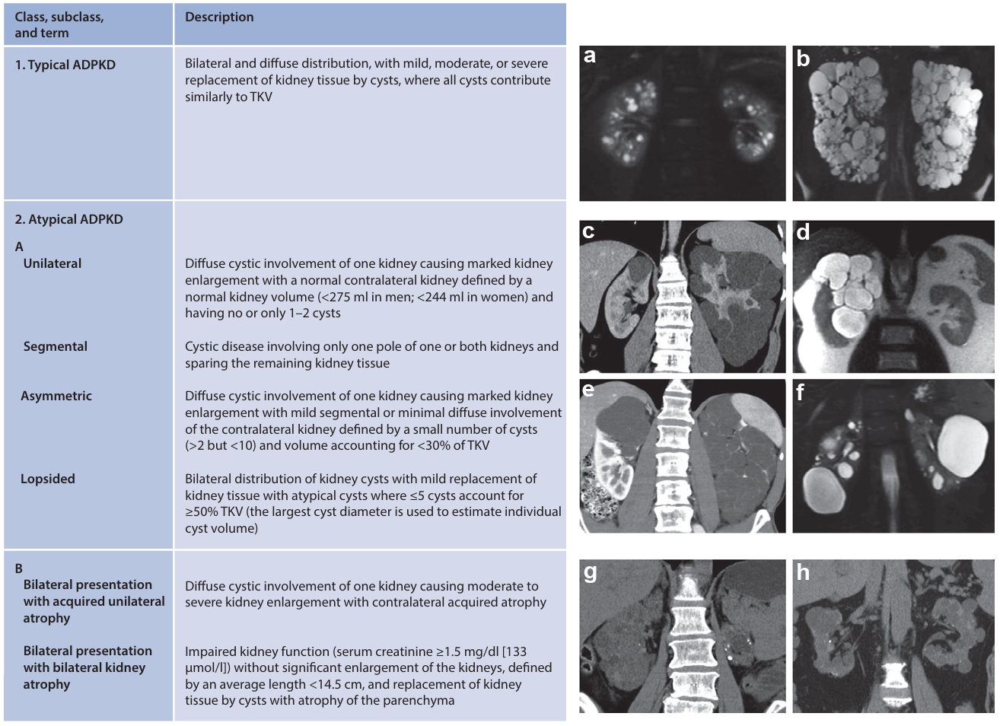 Class, subclass,
and term
Description
1. Typical ADPKD
Bilateral and diffuse distribution, with mild, moderate, or severe
replacement of kidney tissue by cysts, where all cysts contribute
similarly to TKV
2. Atypical ADPKD
A
Unilateral
Diffuse cystic involvement of one kidney causing marked kidney
enlargement with a normal contralateral kidney defined by a
normal kidney volume (<275 ml in men; <244 ml in women) and
having no or only 1–2 cysts
Segmental
Cystic disease involving only one pole of one or both kidneys and
sparing the remaining kidney tissue
Asymmetric
Diffuse cystic involvement of one kidney causing marked kidney
enlargement with mild segmental or minimal diffuse involvement
of the contralateral kidney defined by a small number of cysts
(>2 but <10) and volume accounting for <30% of TKV
Lopsided
Bilateral distribution of kidney cysts with mild replacement of
kidney tissue with atypical cysts where ≤5 cysts account for
≥50% TKV (the largest cyst diameter is used to estimate individual
cyst volume)
B
Bilateral presentation
with acquired unilateral
atrophy
Diffuse cystic involvement of one kidney causing moderate to
severe kidney enlargement with contralateral acquired atrophy
Bilateral presentation
with bilateral kidney
atrophy
Impaired kidney function (serum creatinine ≥1.5 mg/dl [133
μmol/l]) without significant enlargement of the kidneys, defined
by an average length <14.5 cm, and replacement of kidney
tissue by cysts with atrophy of the parenchyma
a
b
c
d
e
f
g
h